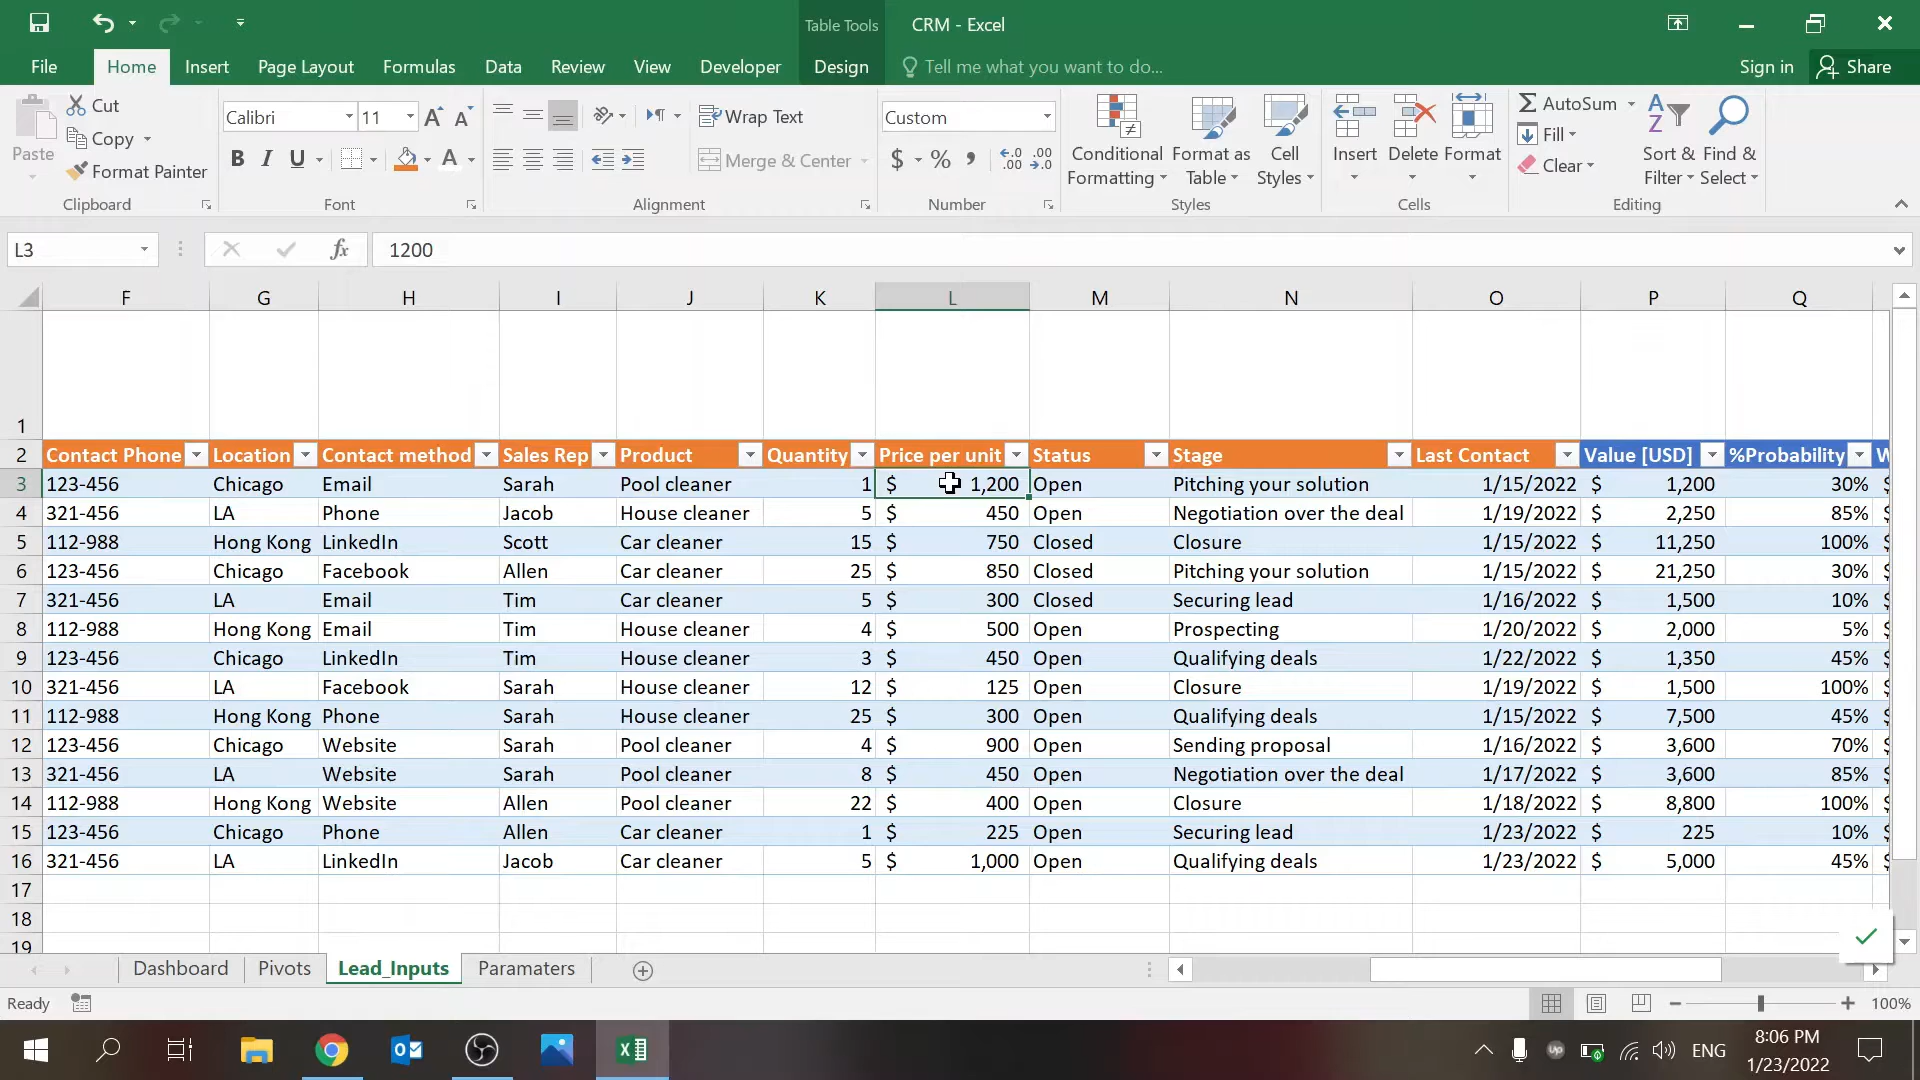 Table Tools
CRM - Excel
File
Home
Insert
Page Layout
Formulas
Data
Review
View
Developer
Design
Tell me what you want to do...
Sign in
Share
Paste
Cut
Copy
Format Painter
Clipboard
Calibri
11
B I U
Font
Wrap Text
Merge & Center
Alignment
Custom
$ %
Number
Conditional Formatting
Format as Table
Cell Styles
Styles
Insert
Delete
Format
Cells
AutoSum
Fill
Clear
Sort & Filter
Find & Select
Editing
L3
fx
1200
F G H I J K L M N O P Q
1
2 Contact Phone Location Contact method Sales Rep Product Quantity Price per unit Status Stage Last Contact Value [USD] %Probability W
3 123-456 Chicago Email Sarah Pool cleaner 1 $ 1,200 Open Pitching your solution 1/15/2022 $ 1,200 30% $
4 321-456 LA Phone Jacob House cleaner 5 $ 450 Open Negotiation over the deal 1/19/2022 $ 2,250 85% $
5 112-988 Hong Kong LinkedIn Scott Car cleaner 15 $ 750 Closed Closure 1/15/2022 $ 11,250 100% $
6 123-456 Chicago Facebook Allen Car cleaner 25 $ 850 Closed Pitching your solution 1/15/2022 $ 21,250 30% $
7 321-456 LA Email Tim Car cleaner 5 $ 300 Closed Securing lead 1/16/2022 $ 1,500 10% $
8 112-988 Hong Kong Email Tim House cleaner 4 $ 500 Open Prospecting 1/20/2022 $ 2,000 5% $
9 123-456 Chicago LinkedIn Tim House cleaner 3 $ 450 Open Qualifying deals 1/22/2022 $ 1,350 45% $
10 321-456 LA Facebook Sarah House cleaner 12 $ 125 Open Closure 1/19/2022 $ 1,500 100% $
11 112-988 Hong Kong Phone Sarah House cleaner 25 $ 300 Open Qualifying deals 1/15/2022 $ 7,500 45% $
12 123-456 Chicago Website Sarah Pool cleaner 4 $ 900 Open Sending proposal 1/16/2022 $ 3,600 70% $
13 321-456 LA Website Sarah Pool cleaner 8 $ 450 Open Negotiation over the deal 1/17/2022 $ 3,600 85% $
14 112-988 Hong Kong Website Allen Pool cleaner 22 $ 400 Open Closure 1/18/2022 $ 8,800 100% $
15 123-456 Chicago Phone Allen Car cleaner 1 $ 225 Open Securing lead 1/23/2022 $ 225 10% $
16 321-456 LA LinkedIn Jacob Car cleaner 5 $ 1,000 Open Qualifying deals 1/23/2022 $ 5,000 45% $
17
18
19
Dashboard
Pivots
Lead_Inputs
Paramaters
Ready
100%
ENG
8:06 PM
1/23/2022